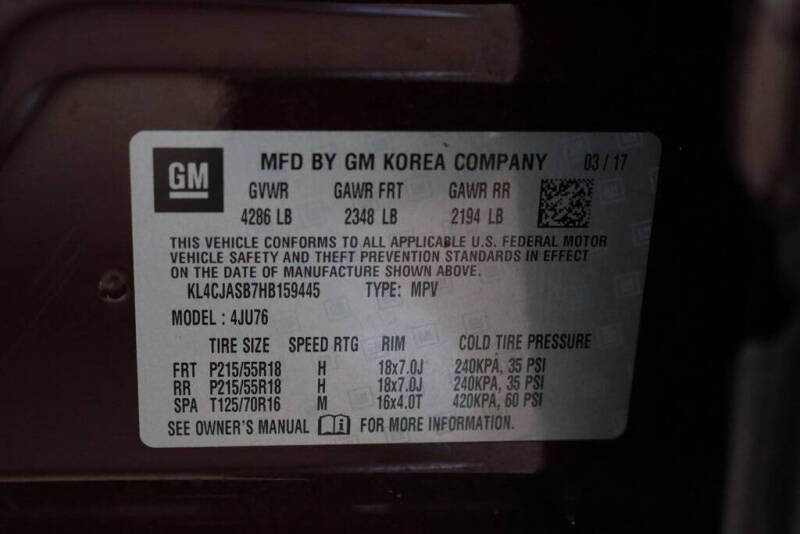 GM MFD BY GM KOREA COMPANY 03 / 17
GVWR GAWR FRT GAWR RR
4286 LB 2348 LB 2194 LB
THIS VEHICLE CONFORMS TO ALL APPLICABLE U.S. FEDERAL MOTOR
VEHICLE SAFETY AND THEFT PREVENTION STANDARDS IN EFFECT
ON THE DATE OF MANUFACTURE SHOWN ABOVE.
KL4CJASB7HB159445 TYPE: MPV
MODEL : 4JU76
TIRE SIZE SPEED RTG RIM COLD TIRE PRESSURE
FRT P215/55R18 H 18x7.0J 240KPA, 35 PSI
RR P215/55R18 H 18x7.0J 240KPA, 35 PSI
SPA T125/70R16 M 16x4.0T 420KPA, 60 PSI
SEE OWNER'S MANUAL FOR MORE INFORMATION.